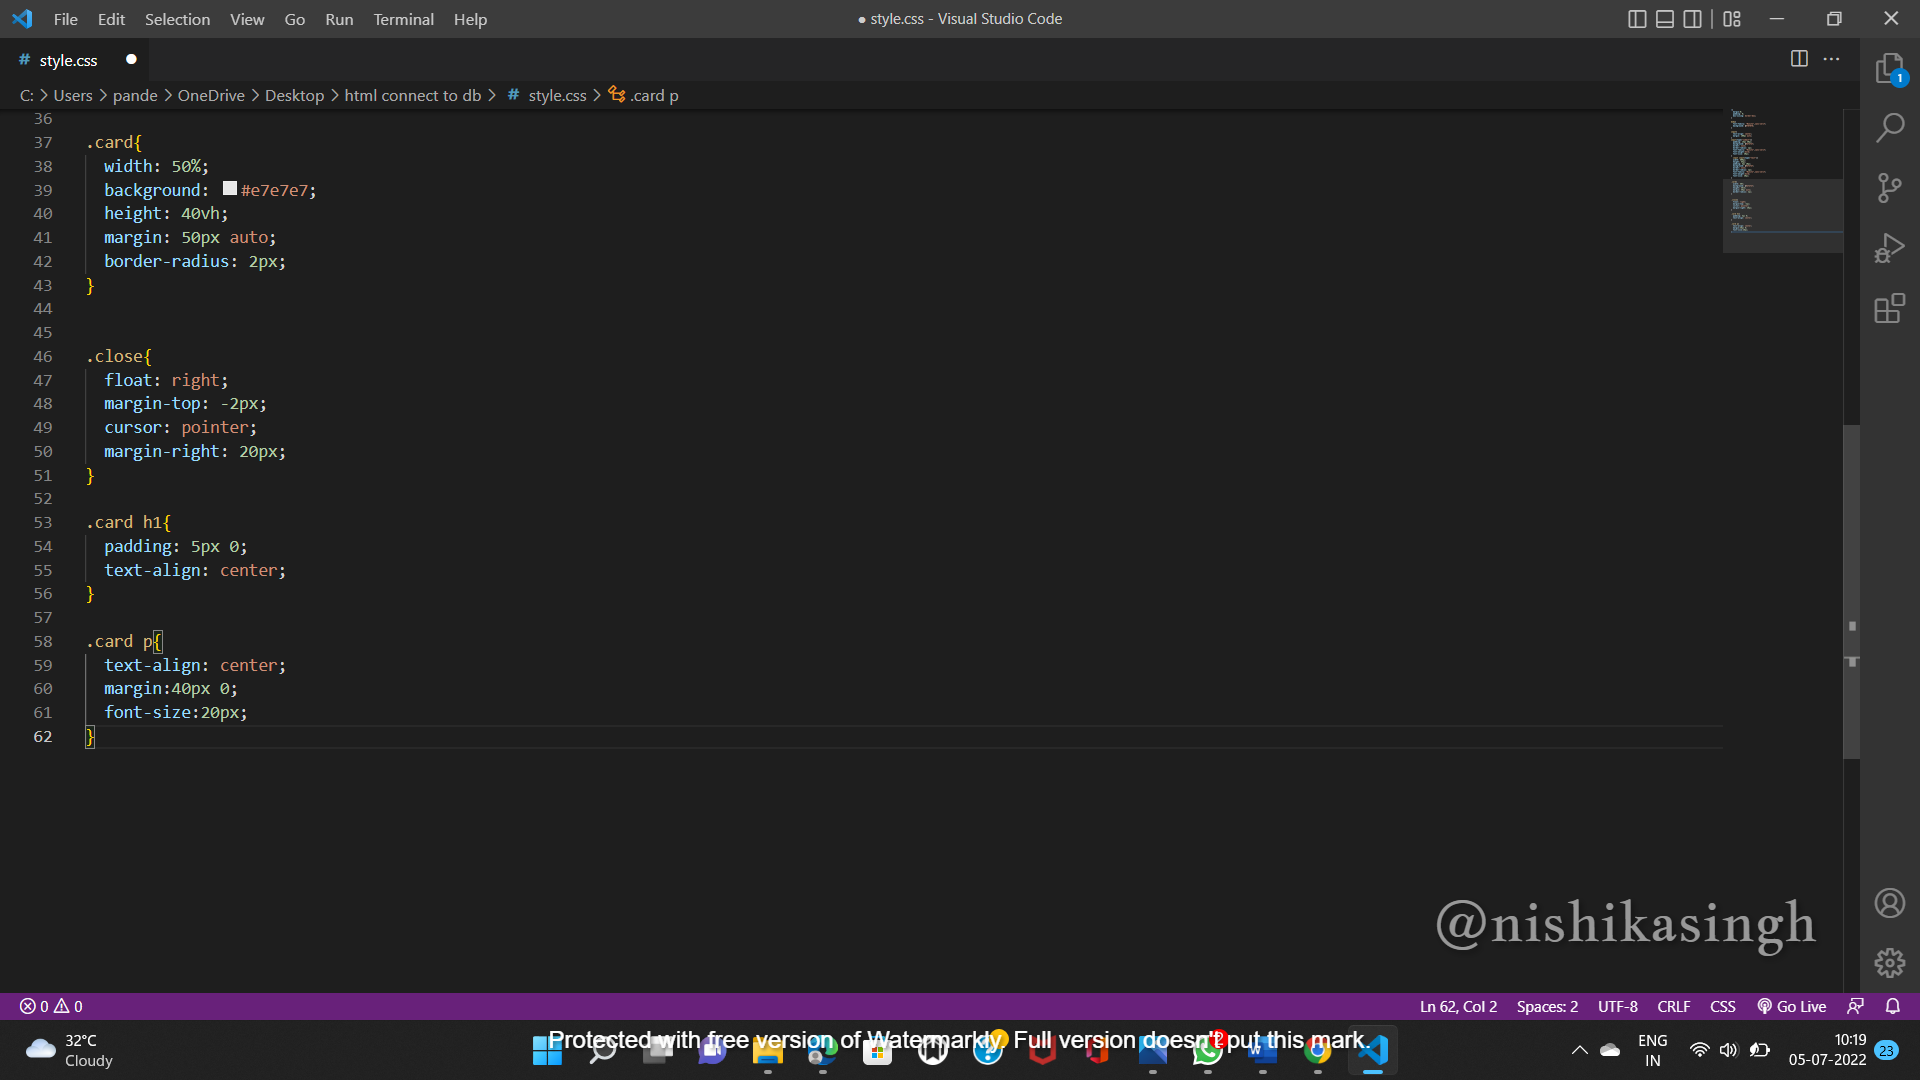 File Edit Selection View Go Run Terminal Help
● style.css - Visual Studio Code
# style.css ●
C: > Users > pande > OneDrive > Desktop > html connect to db > # style.css > .card p
1
36
37 .card{
38 width: 50%;
39 background: #e7e7e7;
40 height: 40vh;
41 margin: 50px auto;
42 border-radius: 2px;
43 }
44
45
46 .close{
47 float: right;
48 margin-top: -2px;
49 cursor: pointer;
50 margin-right: 20px;
51 }
52
53 .card h1{
54 padding: 5px 0;
55 text-align: center;
56 }
57
58 .card p{
59 text-align: center;
60 margin:40px 0;
61 font-size:20px;
62 }
@nishikasingh
0 0
Ln 62, Col 2 Spaces: 2 UTF-8 CRLF CSS Go Live
Protected with free version of Watermarkly. Full version doesn't put this mark.
32°C
Cloudy
ENG
IN
10:19
05-07-2022
23